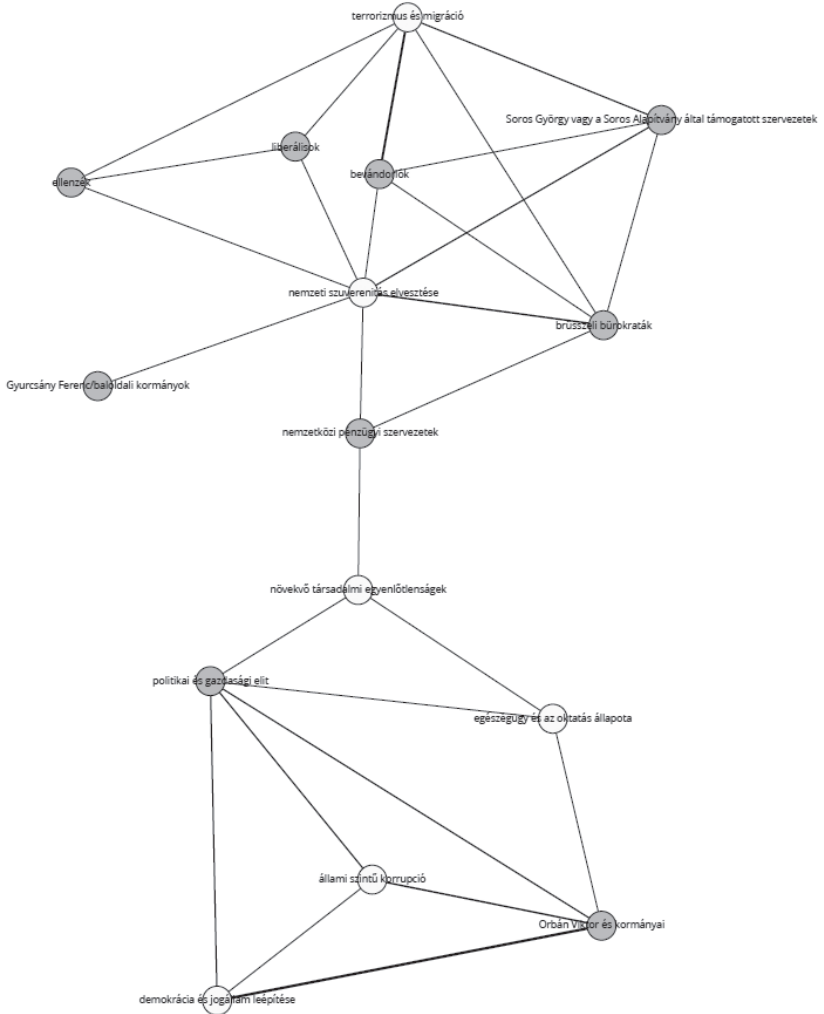 terrorizmus és migráció
Soros György vagy a Soros Alapítvány által támogatott szervezetek
liberálisok
bevándorlók
ellenzék
nemzeti szuverenitás elvesztése
brüsszeli bürokraták
Gyurcsány Ferenc/baloldali kormányok
nemzetközi pénzügyi szervezetek
növekvő társadalmi egyenlőtlenségek
politikai és gazdasági elit
egészségügy és az oktatás állapota
állami szintű korrupció
Orbán Viktor és kormányai
demokrácia és jogállam leépítése